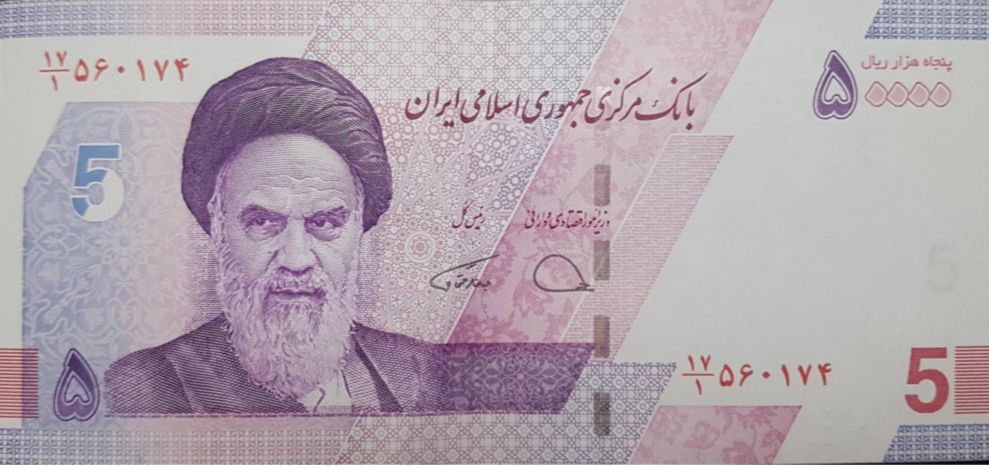 ۱۷/۱ ۵۶۰۱۷۴
بانک مرکزی جمهوری اسلامی ایران
پنجاه هزار ریال
۵۰۰۰۰
5
وزیر امور اقتصادی و دارائی
رئیس کل
۵
۱۷/۱ ۵۶۰۱۷۴
5